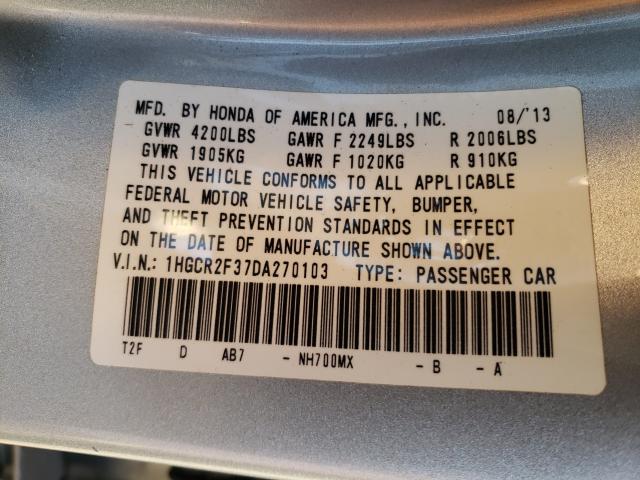 MFD. BY HONDA OF AMERICA MFG., INC. 08/'13
GVWR 4200LBS GAWR F 2249LBS R 2006LBS
GVWR 1905KG GAWR F 1020KG R 910KG
THIS VEHICLE CONFORMS TO ALL APPLICABLE
FEDERAL MOTOR VEHICLE SAFETY, BUMPER,
AND THEFT PREVENTION STANDARDS IN EFFECT
ON THE DATE OF MANUFACTURE SHOWN ABOVE.
V.I.N.: 1HGCR2F37DA270103 TYPE: PASSENGER CAR
T2F D AB7 - NH700MX - B - A